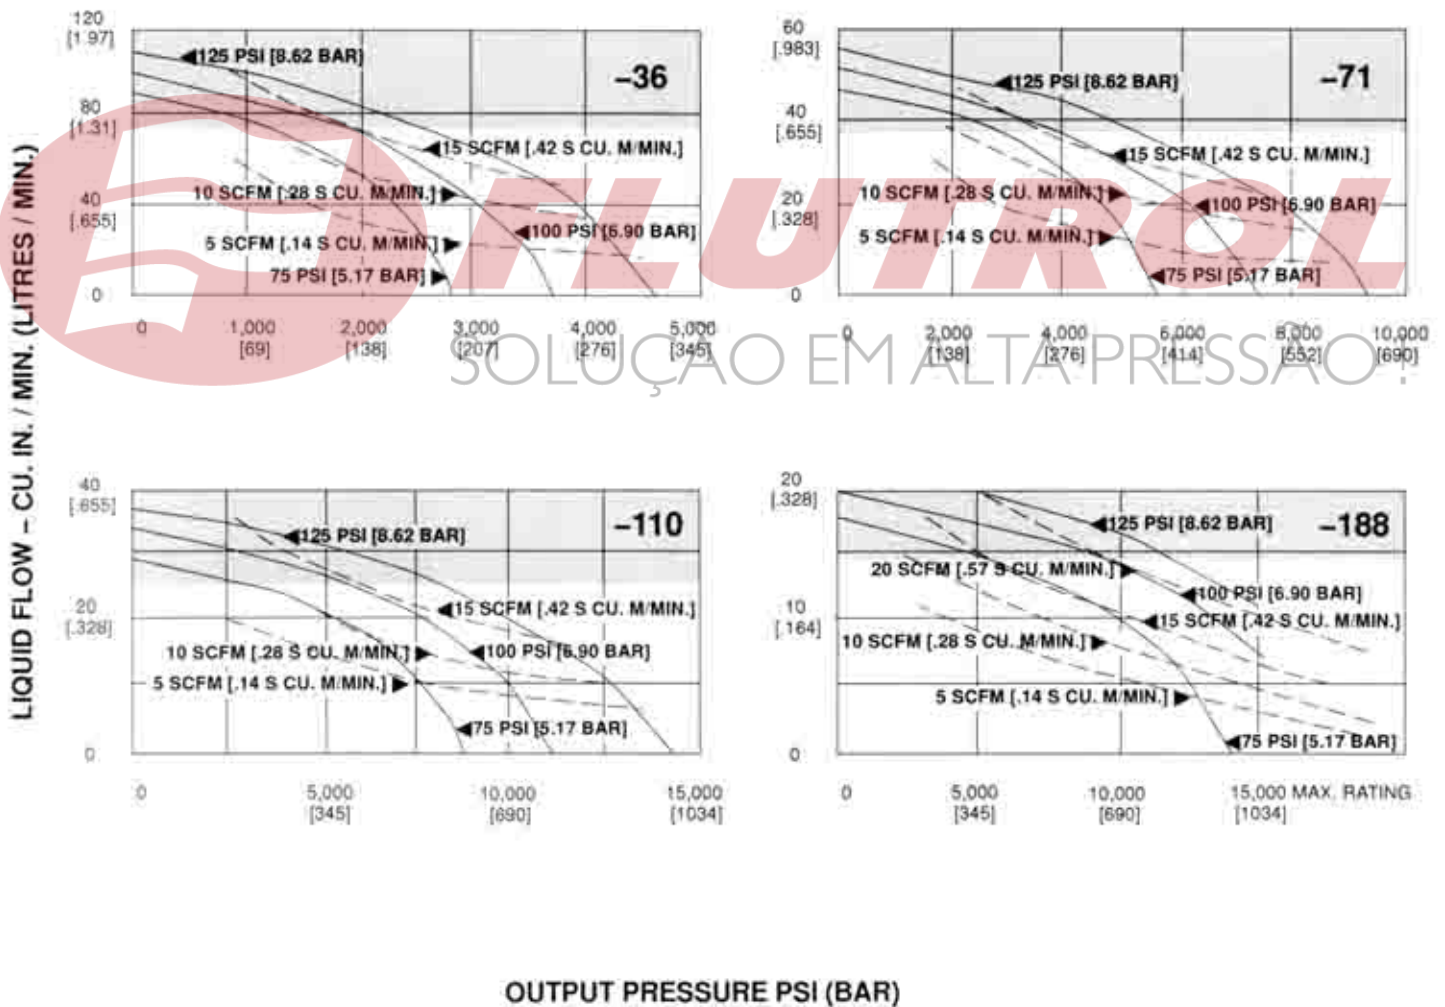 LIQUID FLOW – CU. IN. / MIN. (LITRES / MIN.)
120
[1.97]
80
[1.31]
40
[.655]
0
◀125 PSI [8.62 BAR]
–36
◀15 SCFM [.42 S CU. M/MIN.]
10 SCFM [.28 S CU. M/MIN.]▶
◀100 PSI [6.90 BAR]
5 SCFM [.14 S CU. M/MIN.]▶
75 PSI [5.17 BAR]▶
0 1,000 2,000 3,000 4,000 5,000
[69] [138] [207] [276] [345]
60
[.983]
40
[.655]
20
[.328]
0
◀125 PSI [8.62 BAR]
–71
◀15 SCFM [.42 S CU. M/MIN.]
10 SCFM [.28 S CU. M/MIN.]▶
◀100 PSI [6.90 BAR]
5 SCFM [.14 S CU. M/MIN.]▶
◀75 PSI [5.17 BAR]
0 2,000 4,000 6,000 8,000 10,000
[138] [276] [414] [552] [690]
FLUTROL
SOLUÇÃO EM ALTA PRESSÃO.
40
[.655]
20
[.328]
0
◀125 PSI [8.62 BAR]
–110
◀15 SCFM [.42 S CU. M/MIN.]
10 SCFM [.28 S CU. M/MIN.]▶
◀100 PSI [6.90 BAR]
5 SCFM [.14 S CU. M/MIN.]▶
◀75 PSI [5.17 BAR]
0 5,000 10,000 15,000
[345] [690] [1034]
20
[.328]
10
[.164]
0
◀125 PSI [8.62 BAR]
–188
20 SCFM [.57 S CU. M/MIN.]▶
◀100 PSI [6.90 BAR]
◀15 SCFM [.42 S CU. M/MIN.]
10 SCFM [.28 S CU. M/MIN.]▶
5 SCFM [.14 S CU. M/MIN.]▶
◀75 PSI [5.17 BAR]
0 5,000 10,000 15,000 MAX. RATING
[345] [690] [1034]
OUTPUT PRESSURE PSI (BAR)